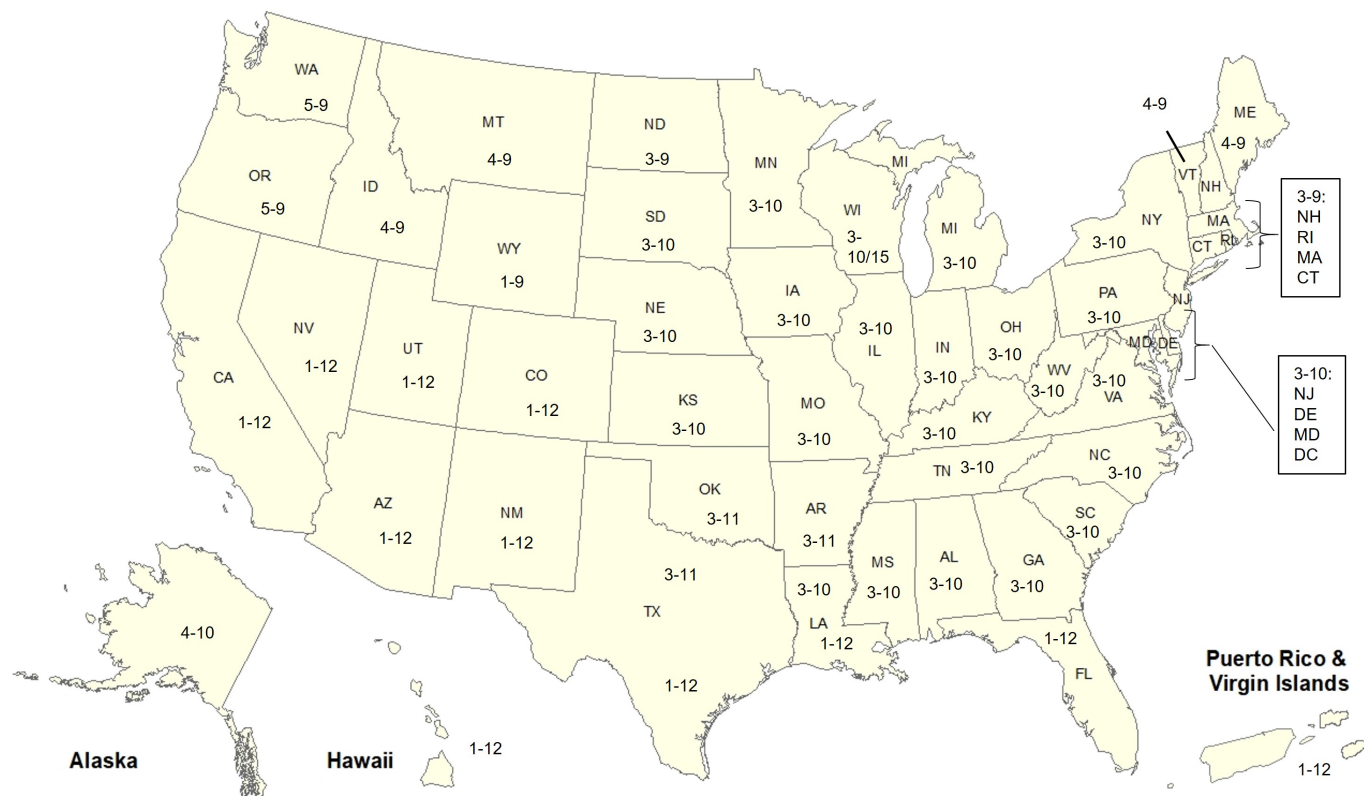 WA
5-9
MT
4-9
ND
3-9
MN
3-10
MI
4-9
ME
4-9
VT
NH
OR
5-9
ID
4-9
SD
3-10
WI
3-
10/15
MI
3-10
NY
3-10
MA
CT
RI
3-9:
NH
RI
MA
CT
WY
1-9
NE
3-10
IA
3-10
3-10
IL
IN
3-10
OH
3-10
PA
3-10
NJ
MD
DE
3-10:
NJ
DE
MD
DC
NV
1-12
UT
1-12
CO
1-12
CA
1-12
KS
3-10
MO
3-10
KY
3-10
WV
3-10
3-10
VA
AZ
1-12
NM
1-12
OK
3-11
AR
3-11
TN
3-10
NC
3-10
SC
3-10
MS
3-10
AL
3-10
GA
3-10
3-11
TX
1-12
3-10
LA
1-12
1-12
FL
4-10
Alaska
Hawaii
1-12
Puerto Rico &
Virgin Islands
1-12